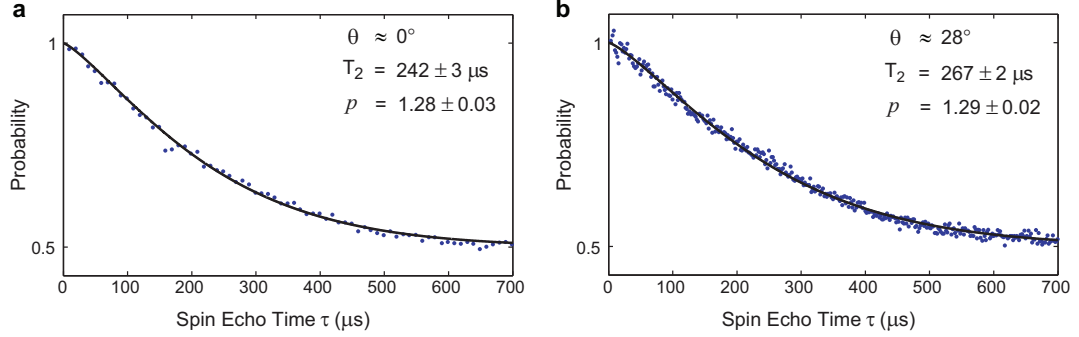 a
θ ≈ 0°
T₂ = 242 ± 3 μs
p = 1.28 ± 0.03
Probability
1
0.5
0 100 200 300 400 500 600 700
Spin Echo Time τ (μs)
b
θ ≈ 28°
T₂ = 267 ± 2 μs
p = 1.29 ± 0.02
Probability
1
0.5
0 100 200 300 400 500 600 700
Spin Echo Time τ (μs)